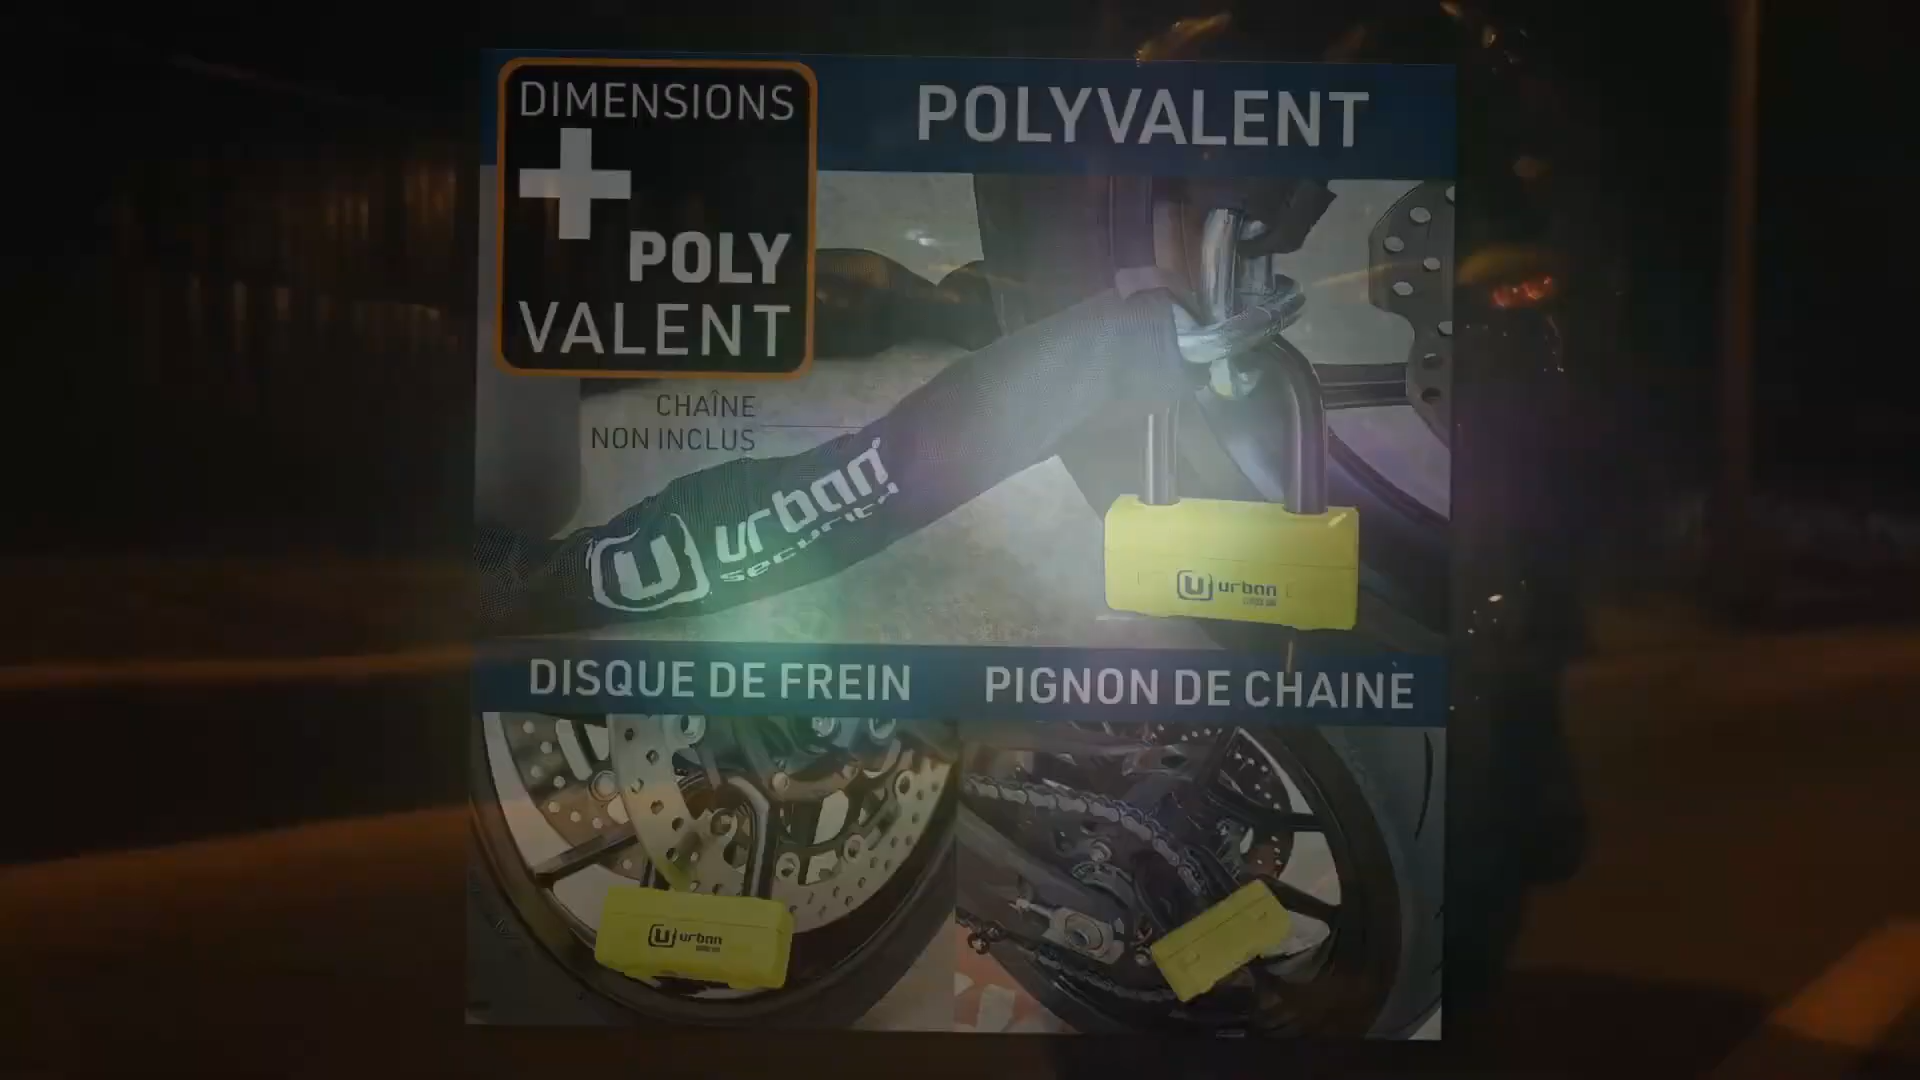 DIMENSIONS
+
POLY
VALENT
POLYVALENT
CHAÎNE
NON INCLUS
U urban
security
U urban
DISQUE DE FREIN
PIGNON DE CHAINE
U urban